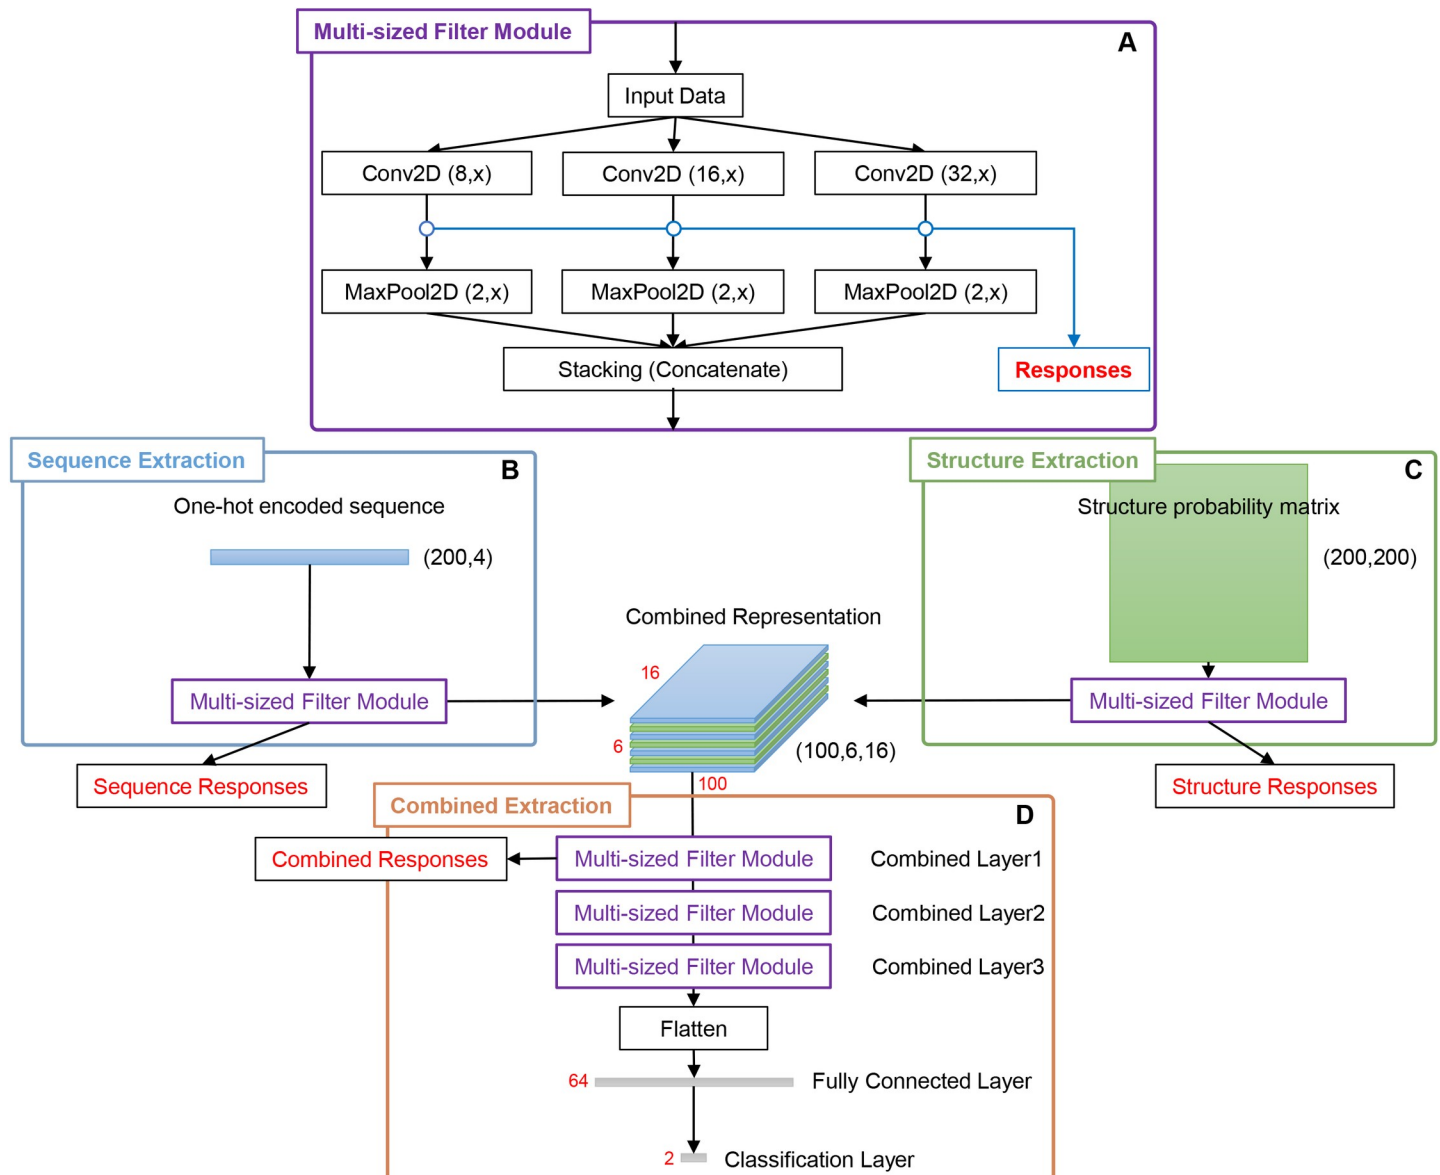 Multi-sized Filter Module
A
Input Data
Conv2D (8,x)
Conv2D (16,x)
Conv2D (32,x)
MaxPool2D (2,x)
MaxPool2D (2,x)
MaxPool2D (2,x)
Stacking (Concatenate)
Responses
Sequence Extraction
B
One-hot encoded sequence
(200,4)
Multi-sized Filter Module
Sequence Responses
Structure Extraction
C
Structure probability matrix
(200,200)
Multi-sized Filter Module
Structure Responses
Combined Representation
16
6
(100,6,16)
100
Combined Extraction
D
Combined Responses
Multi-sized Filter Module
Combined Layer1
Multi-sized Filter Module
Combined Layer2
Multi-sized Filter Module
Combined Layer3
Flatten
64
Fully Connected Layer
2
Classification Layer